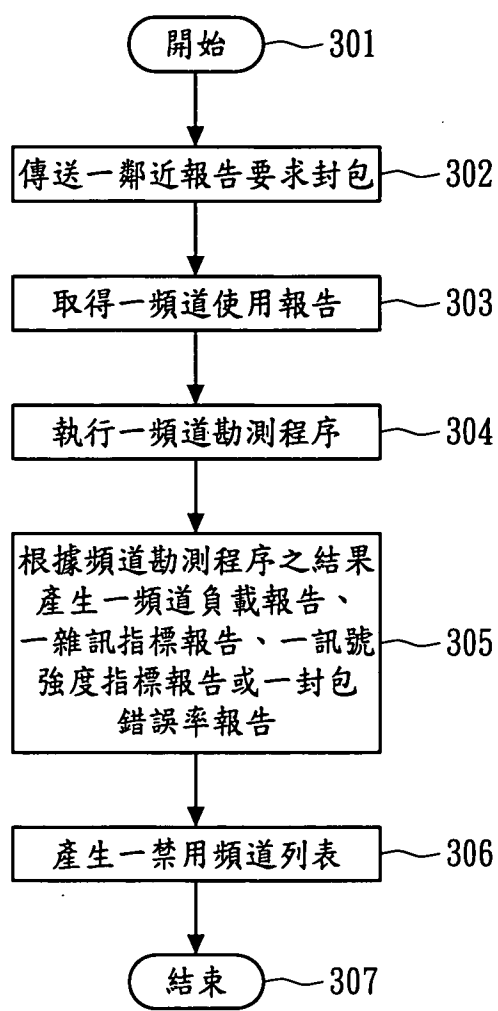 開始
301
傳送一鄰近報告要求封包
302
取得一頻道使用報告
303
執行一頻道勘測程序
304
根據頻道勘測程序之結果
產生一頻道負載報告、
一雜訊指標報告、一訊號
強度指標報告或一封包
錯誤率報告
305
產生一禁用頻道列表
306
結束
307